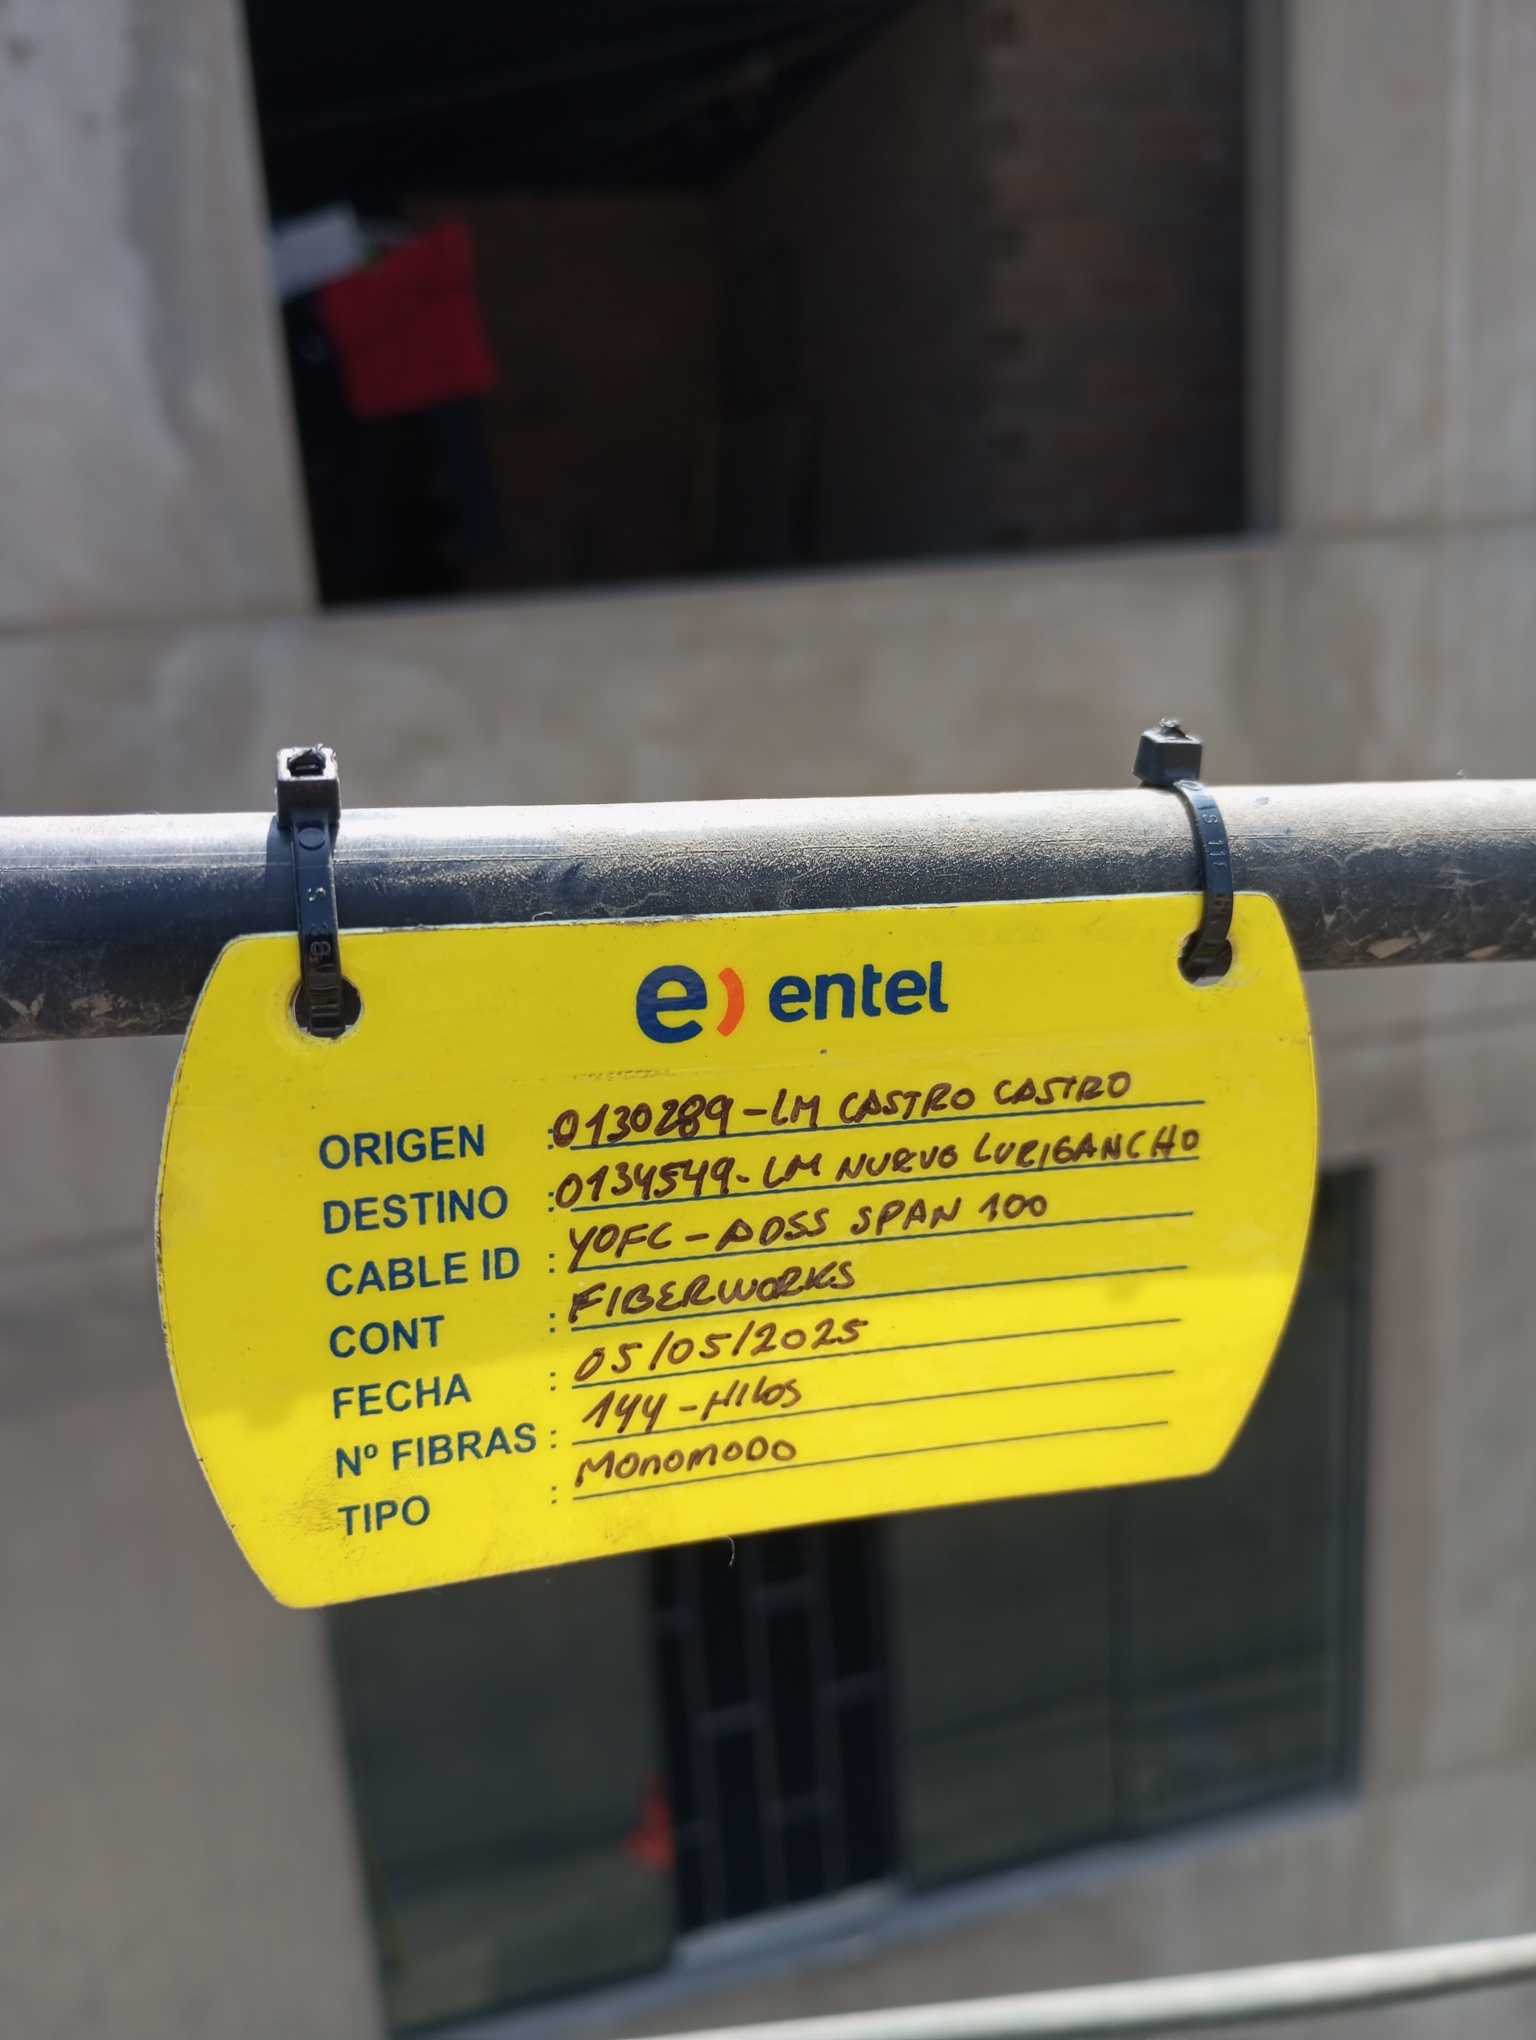 e) entel
ORIGEN : 0130289-LM CASTRO CASTRO
DESTINO : 0134549-LM NUEVO LURIGANCHO
CABLE ID : YOFC-ADSS SPAN 100
CONT : FIBERWORKS
FECHA : 05/05/2025
Nº FIBRAS : 144-HILOS
TIPO : MONOMODO